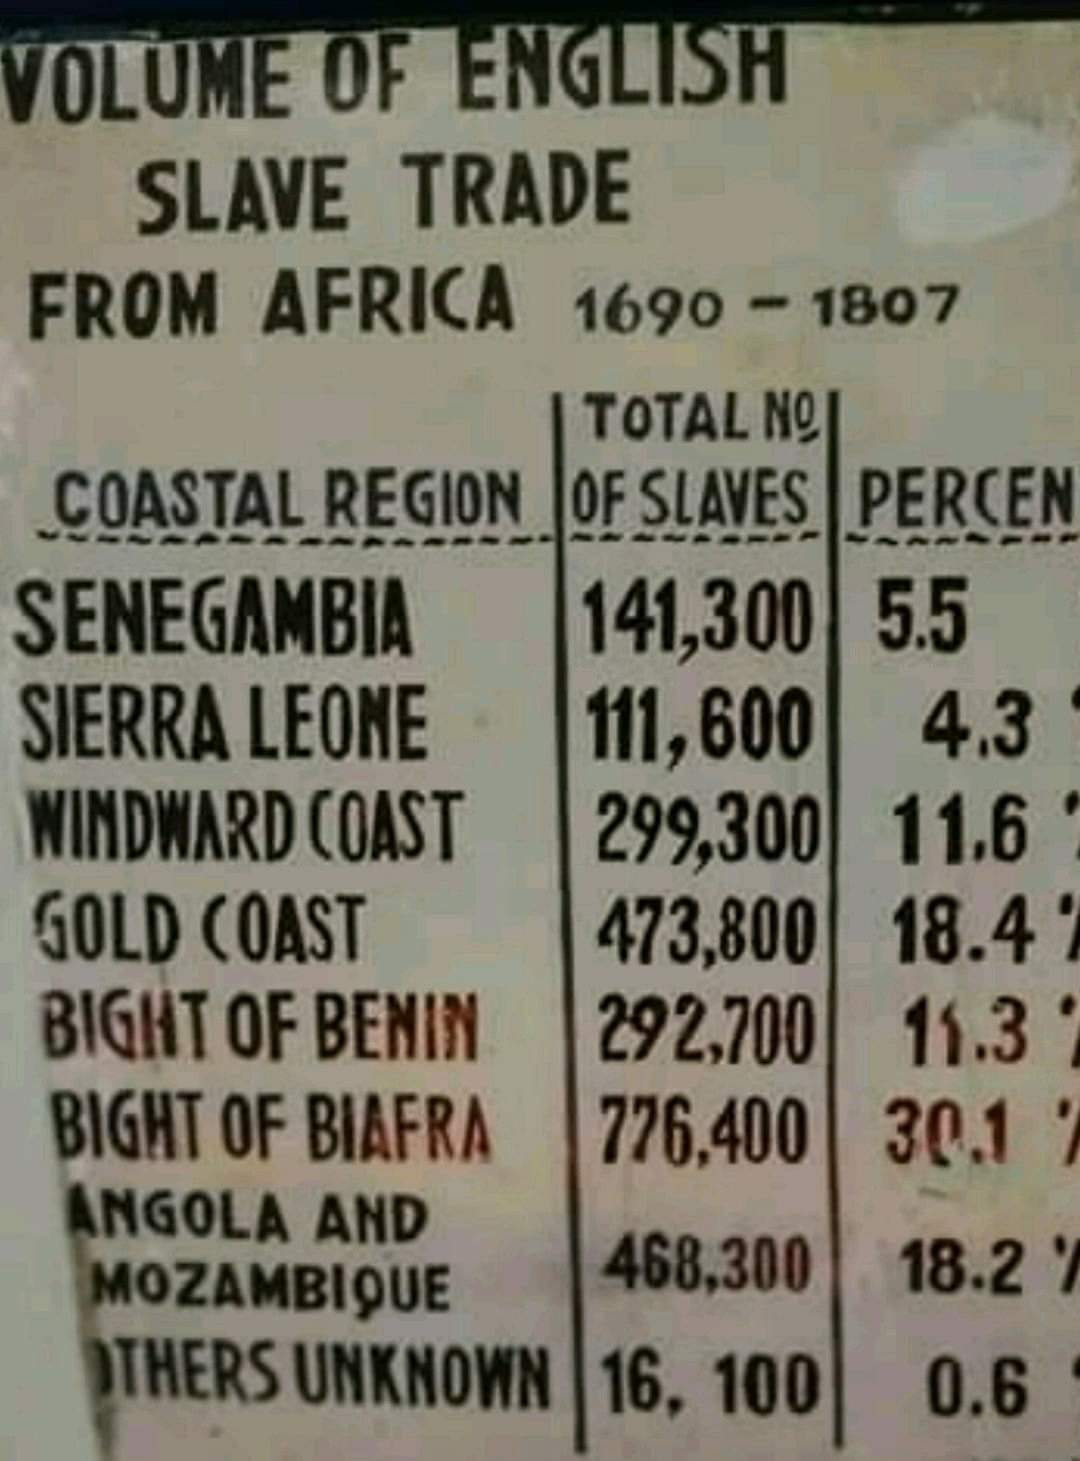 VOLUME OF ENGLISH
SLAVE TRADE
FROM AFRICA 1690 – 1807
TOTAL Nº
COASTAL REGION OF SLAVES PERCEN
SENEGAMBIA 141,300 5.5
SIERRA LEONE 111,600 4.3
WINDWARD COAST 299,300 11.6
GOLD COAST 473,800 18.4 %
BIGHT OF BENIN 292,700 11.3 %
BIGHT OF BIAFRA 776,400 30.1 %
ANGOLA AND
MOZAMBIQUE 468,300 18.2 %
OTHERS UNKNOWN 16, 100 0.6